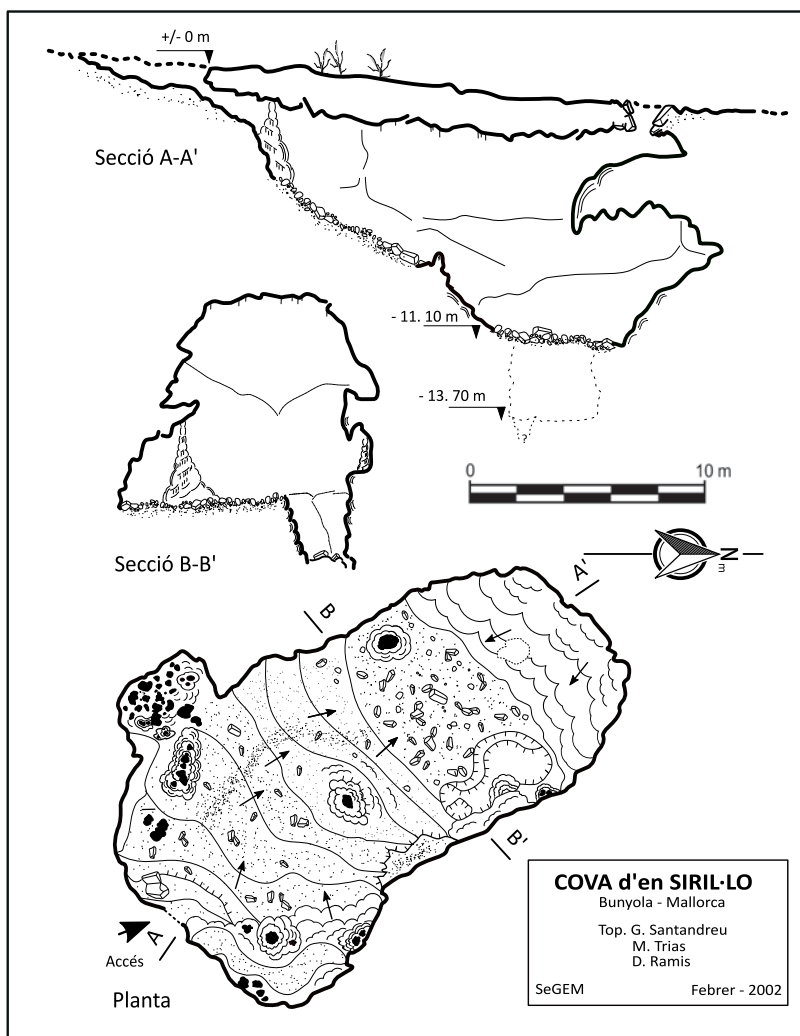 +/- 0 m
Secció A-A'
- 11. 10 m
- 13. 70 m
?
0 10 m
Secció B-B'
N
m
A'
B
B'
A
Accés
Planta
COVA d'en SIRIL·LO
Bunyola - Mallorca
Top. G. Santandreu
M. Trias
D. Ramis
SeGEM Febrer - 2002